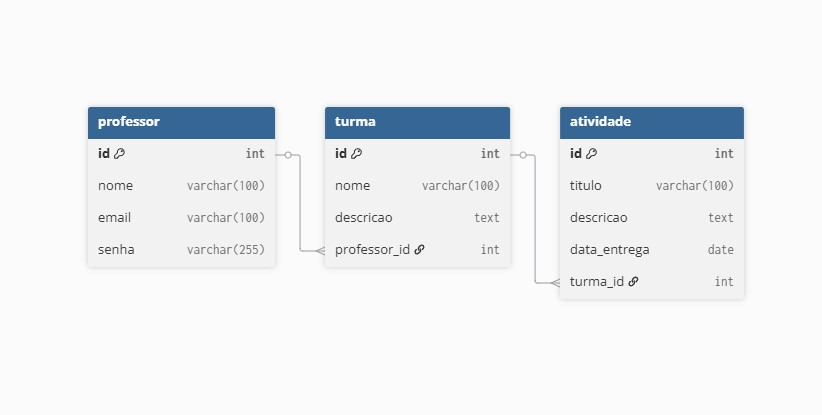 professor
id int
nome varchar(100)
email varchar(100)
senha varchar(255)
turma
id int
nome varchar(100)
descricao text
professor_id int
atividade
id int
titulo varchar(100)
descricao text
data_entrega date
turma_id int